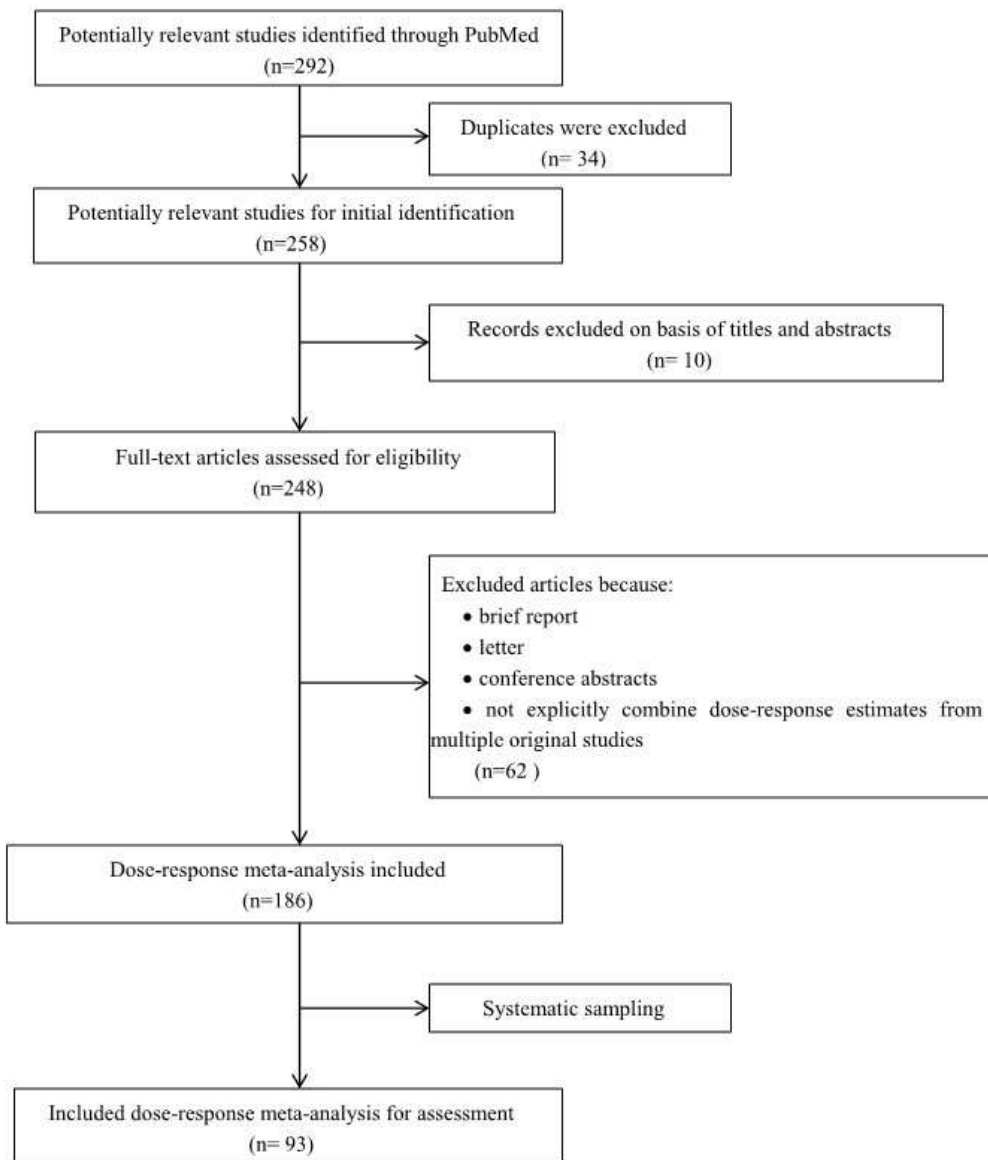 Potentially relevant studies identified through PubMed
(n=292)
Duplicates were excluded
(n= 34)
Potentially relevant studies for initial identification
(n=258)
Records excluded on basis of titles and abstracts
(n= 10)
Full-text articles assessed for eligibility
(n=248)
Excluded articles because:
• brief report
• letter
• conference abstracts
• not explicitly combine dose-response estimates from
multiple original studies
(n=62 )
Dose-response meta-analysis included
(n=186)
Systematic sampling
Included dose-response meta-analysis for assessment
(n= 93)